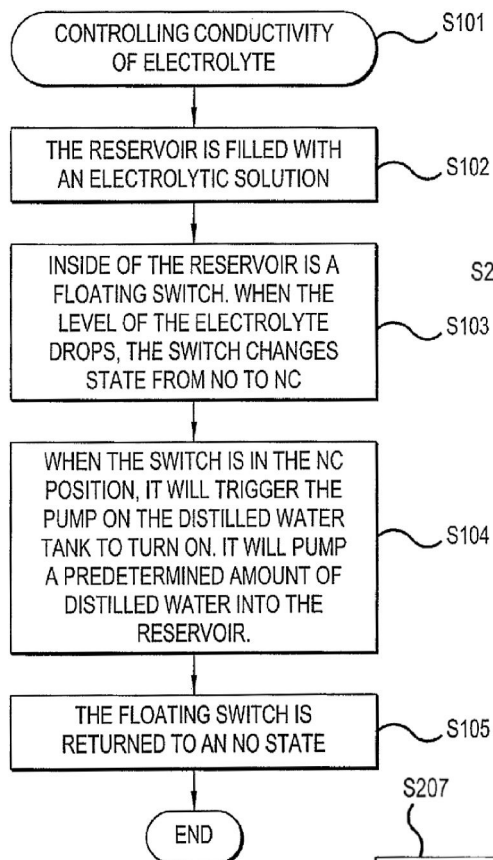 CONTROLLING CONDUCTIVITY
OF ELECTROLYTE
S101
THE RESERVOIR IS FILLED WITH
AN ELECTROLYTIC SOLUTION
S102
INSIDE OF THE RESERVOIR IS A
FLOATING SWITCH. WHEN THE
LEVEL OF THE ELECTROLYTE
DROPS, THE SWITCH CHANGES
STATE FROM NO TO NC
S103
S2
WHEN THE SWITCH IS IN THE NC
POSITION, IT WILL TRIGGER THE
PUMP ON THE DISTILLED WATER
TANK TO TURN ON. IT WILL PUMP
A PREDETERMINED AMOUNT OF
DISTILLED WATER INTO THE
RESERVOIR.
S104
THE FLOATING SWITCH IS
RETURNED TO AN NO STATE
S105
END
S207